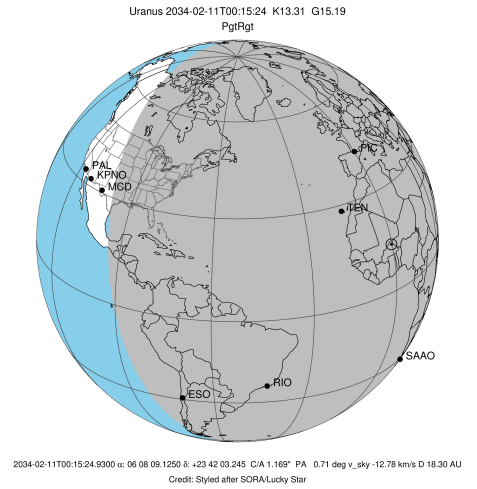 Uranus 2034-02-11T00:15:24 K13.31 G15.19
PgtRgt
PIC
PAL
KPNO
MCD
TEN
SAAO
RIO
ESO
2034-02-11T00:15:24.9300 α: 06 08 09.1250 δ: +23 42 03.245 C/A 1.169" PA 0.71 deg v_sky -12.78 km/s D 18.30 AU
Credit: Styled after SORA/Lucky Star